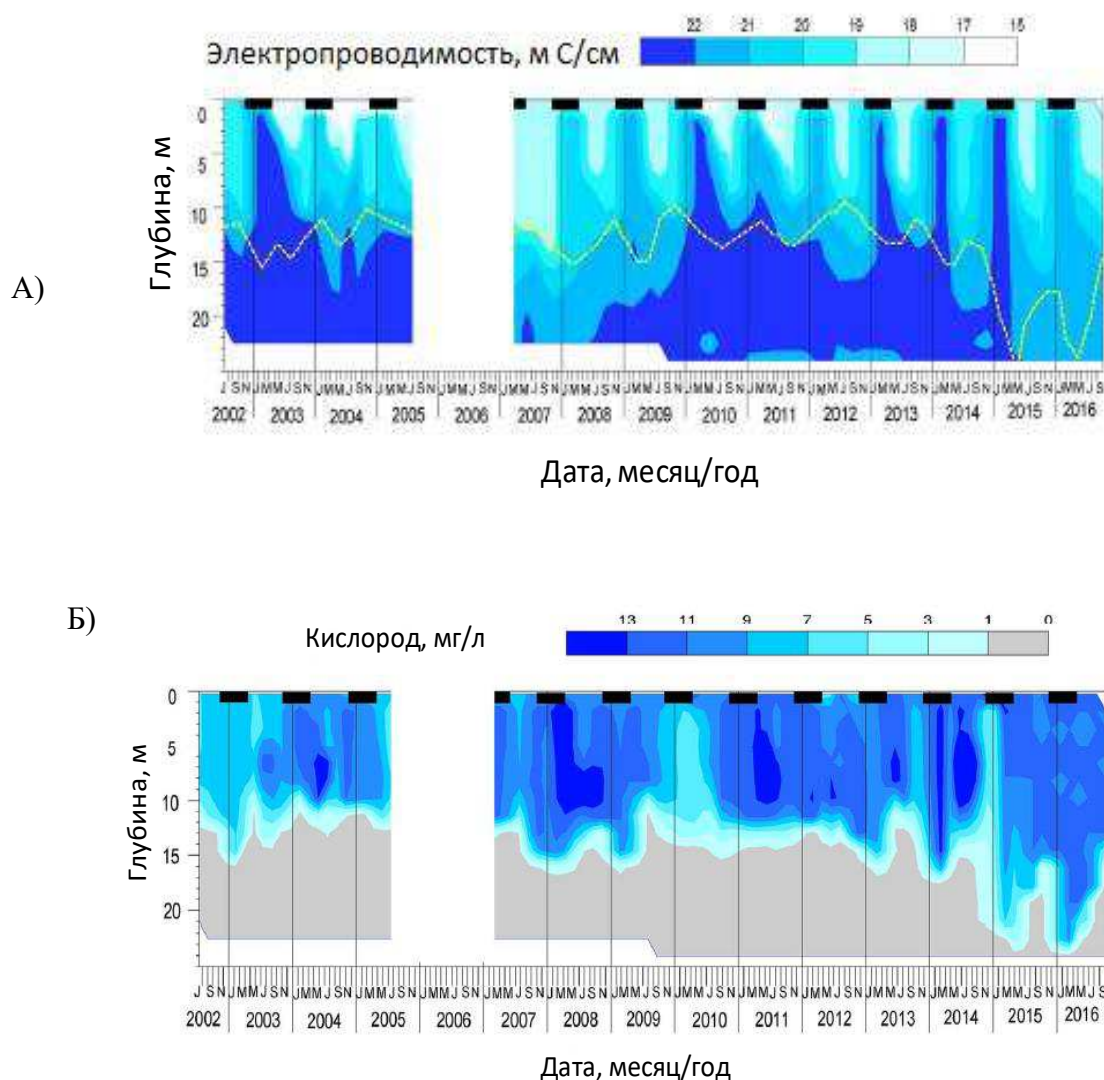 22 21 20 19 18 17 15
Электропроводимость, м С/см
0
5
10
15
20
Глубина, м
А)
J S N J M M J S N J M M J S N J M M J S N J M M J S N J M M J S N J M M J S N J M M J S N J M M J S N J M M J S N J M M J S N J M M J S N J M M J S N J M M J S N J M M J S
2002 2003 2004 2005 2006 2007 2008 2009 2010 2011 2012 2013 2014 2015 2016
Дата, месяц/год
Б)
13 11 9 7 5 3 1 0
Кислород, мг/л
0
5
10
15
20
Глубина, м
J S N J M M J S N J M M J S N J M M J S N J M M J S N J M M J S N J M M J S N J M M J S N J M M J S N J M M J S N J M M J S N J M M J S N J M M J S N J M M J S N J M M J S
2002 2003 2004 2005 2006 2007 2008 2009 2010 2011 2012 2013 2014 2015 2016
Дата, месяц/год